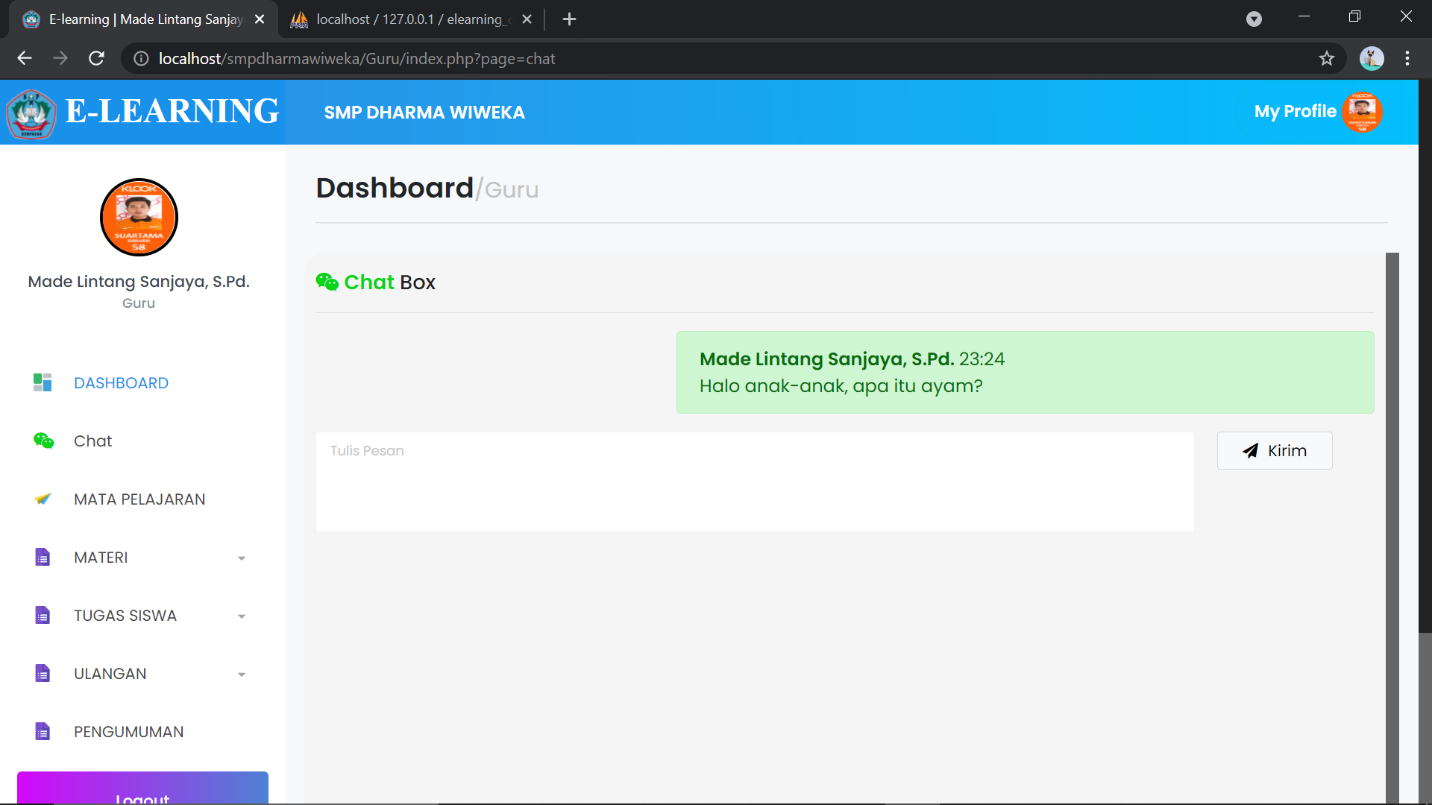 E-learning | Made Lintang Sanjay
localhost / 127.0.0.1 / elearning_
localhost/smpdharmawiweka/Guru/index.php?page=chat
E-LEARNING
SMP DHARMA WIWEKA
My Profile
KLOOK
SUARTAMA
58
Made Lintang Sanjaya, S.Pd.
Guru
DASHBOARD
Chat
MATA PELAJARAN
MATERI
TUGAS SISWA
ULANGAN
PENGUMUMAN
Logout
Dashboard/Guru
Chat Box
Made Lintang Sanjaya, S.Pd. 23:24
Halo anak-anak, apa itu ayam?
Tulis Pesan
Kirim